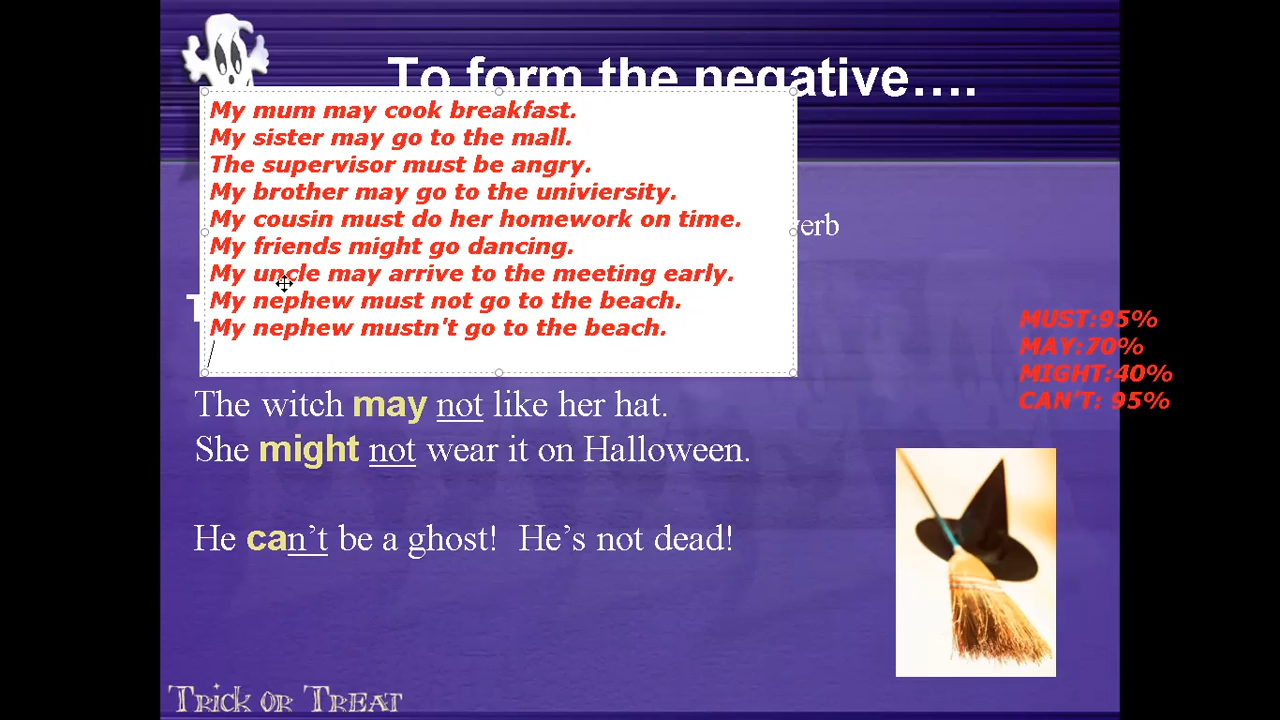 To form the negative….
My mum may cook breakfast.
My sister may go to the mall.
The supervisor must be angry.
My brother may go to the univiersity.
My cousin must do her homework on time.
My friends might go dancing.
My uncle may arrive to the meeting early.
My nephew must not go to the beach.
My nephew mustn't go to the beach.
MUST:95%
MAY:70%
MIGHT:40%
CAN'T: 95%
The witch may not like her hat.
She might not wear it on Halloween.
He can’t be a ghost! He’s not dead!
Trick or Treat